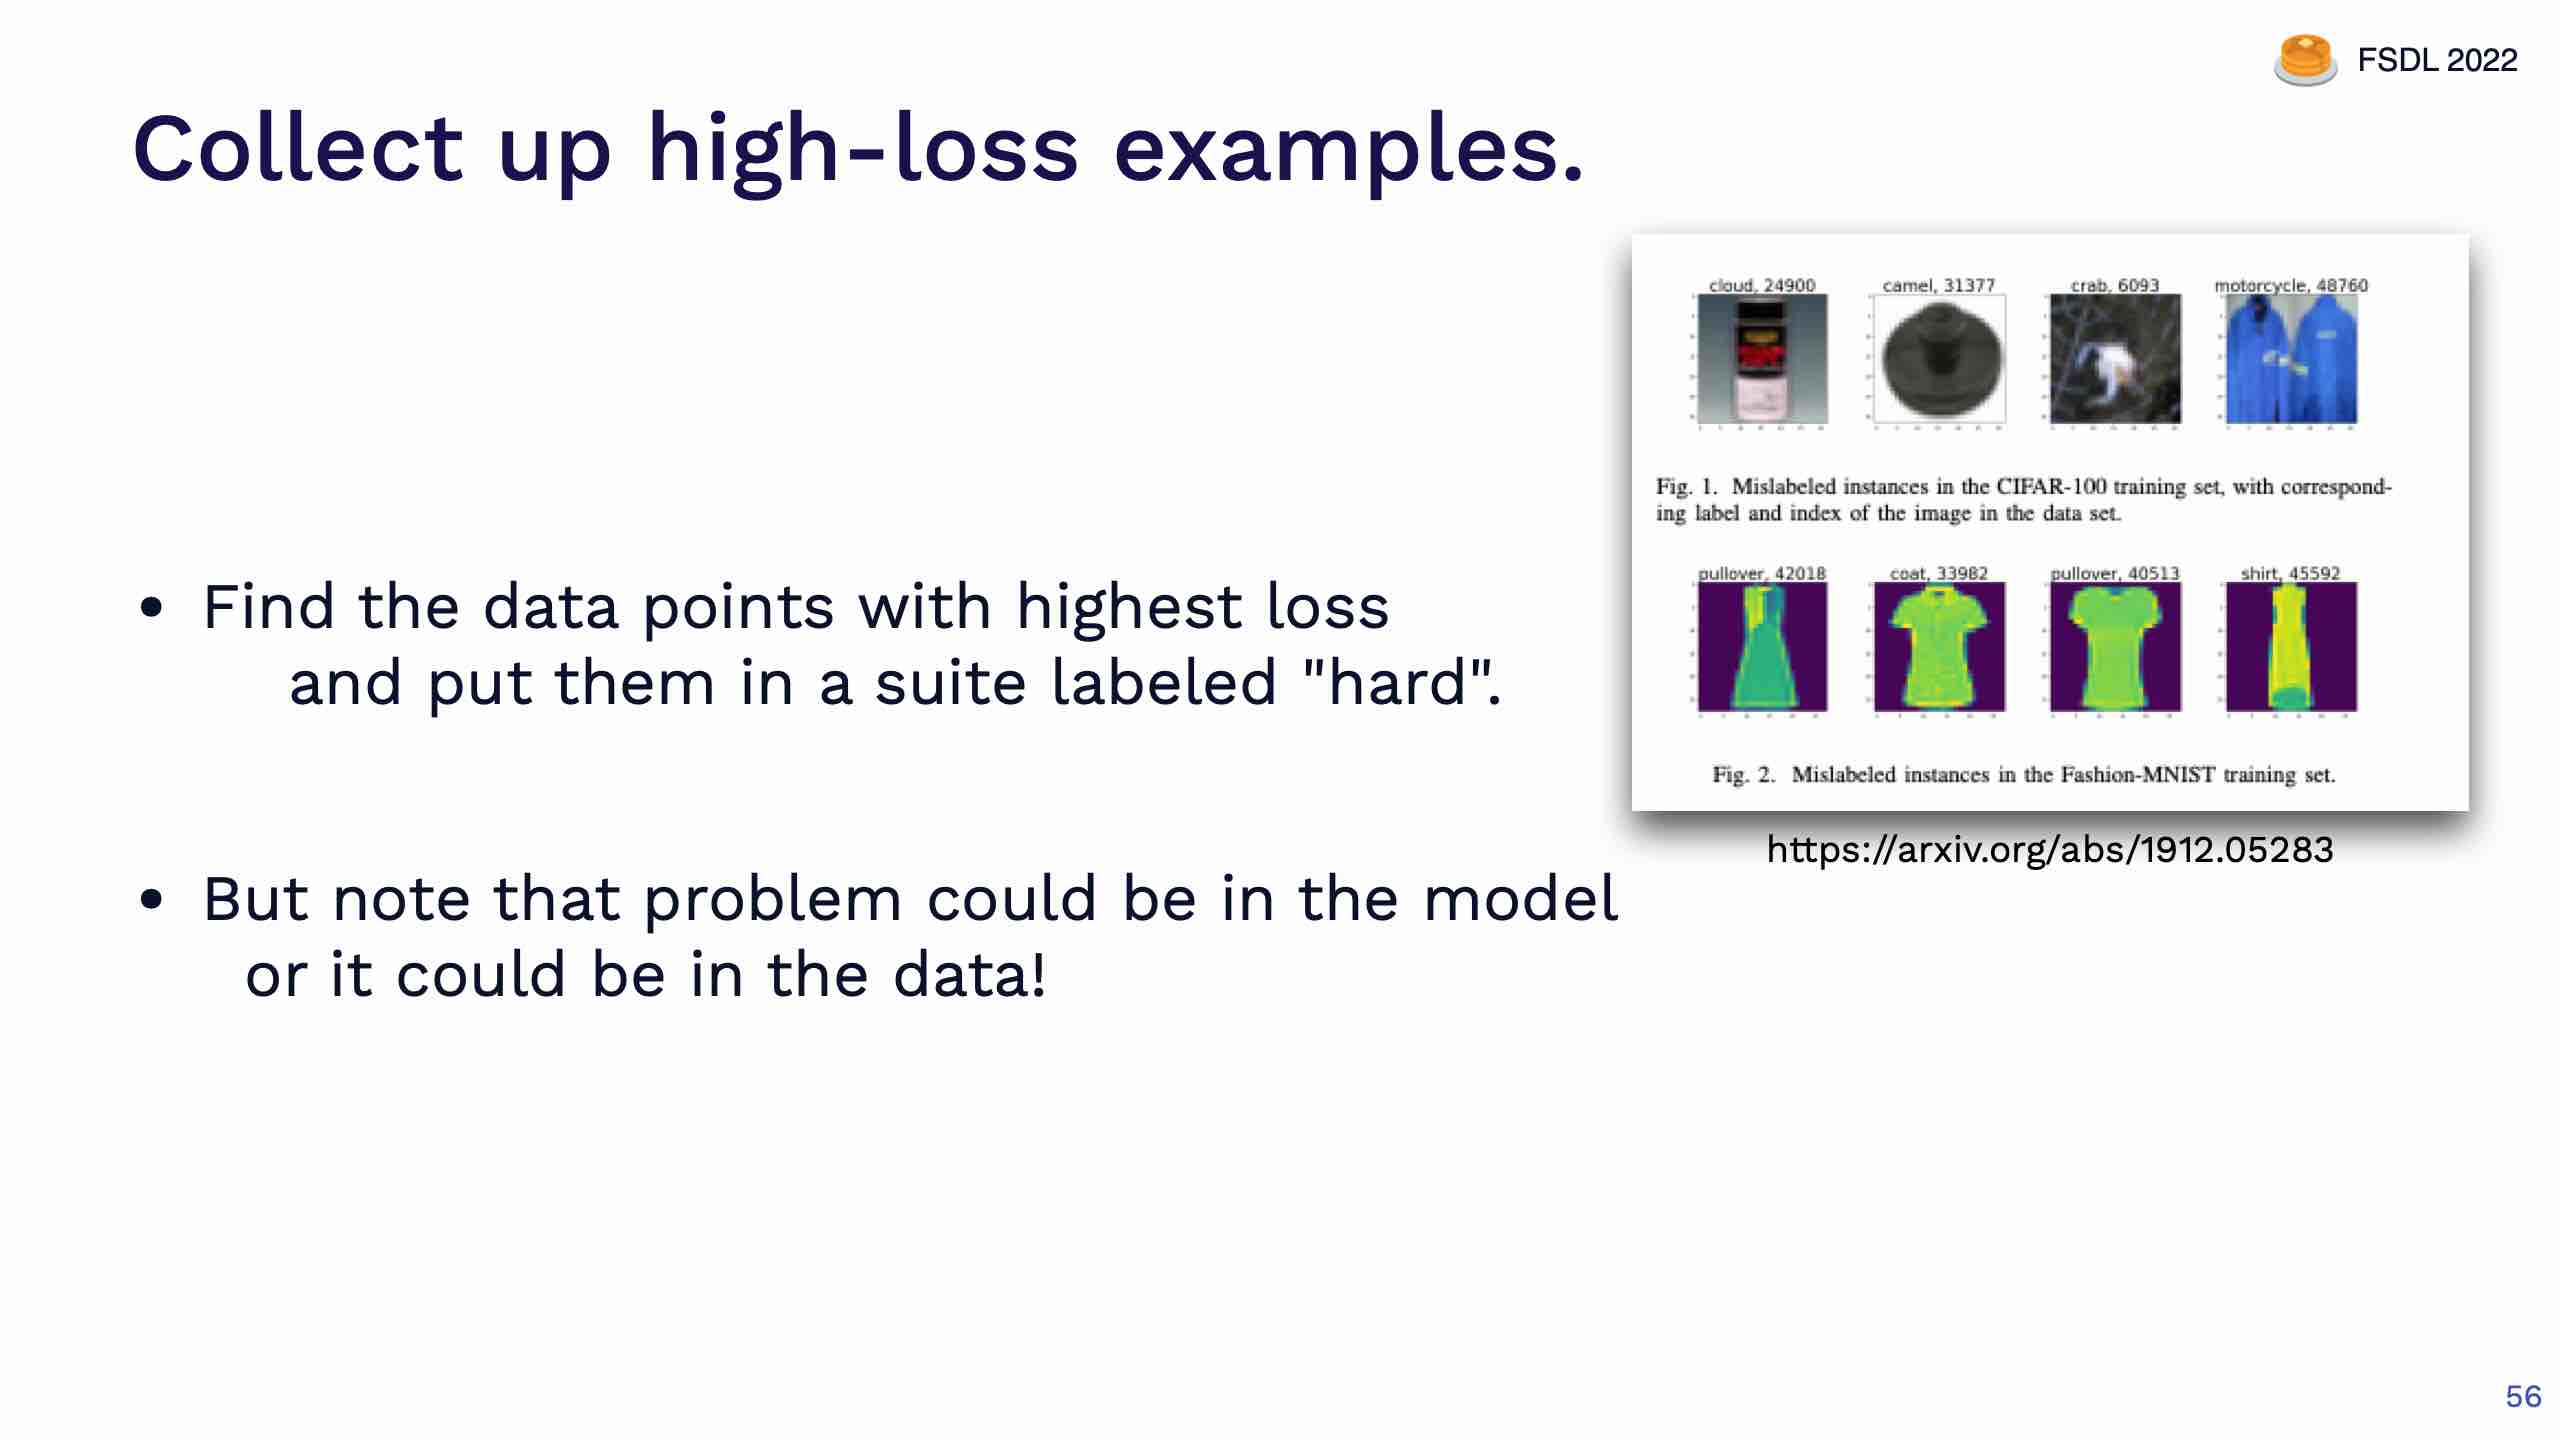 FSDL 2022
Collect up high-loss examples.
• Find the data points with highest loss
and put them in a suite labeled "hard".
• But note that problem could be in the model
or it could be in the data!
cloud, 24900 camel, 31377 crab, 6093 motorcycle, 48760
Fig. 1. Mislabeled instances in the CIFAR-100 training set, with correspond-
ing label and index of the image in the data set.
pullover, 42018 coat, 33982 pullover, 40513 shirt, 45592
Fig. 2. Mislabeled instances in the Fashion-MNIST training set.
https://arxiv.org/abs/1912.05283
56